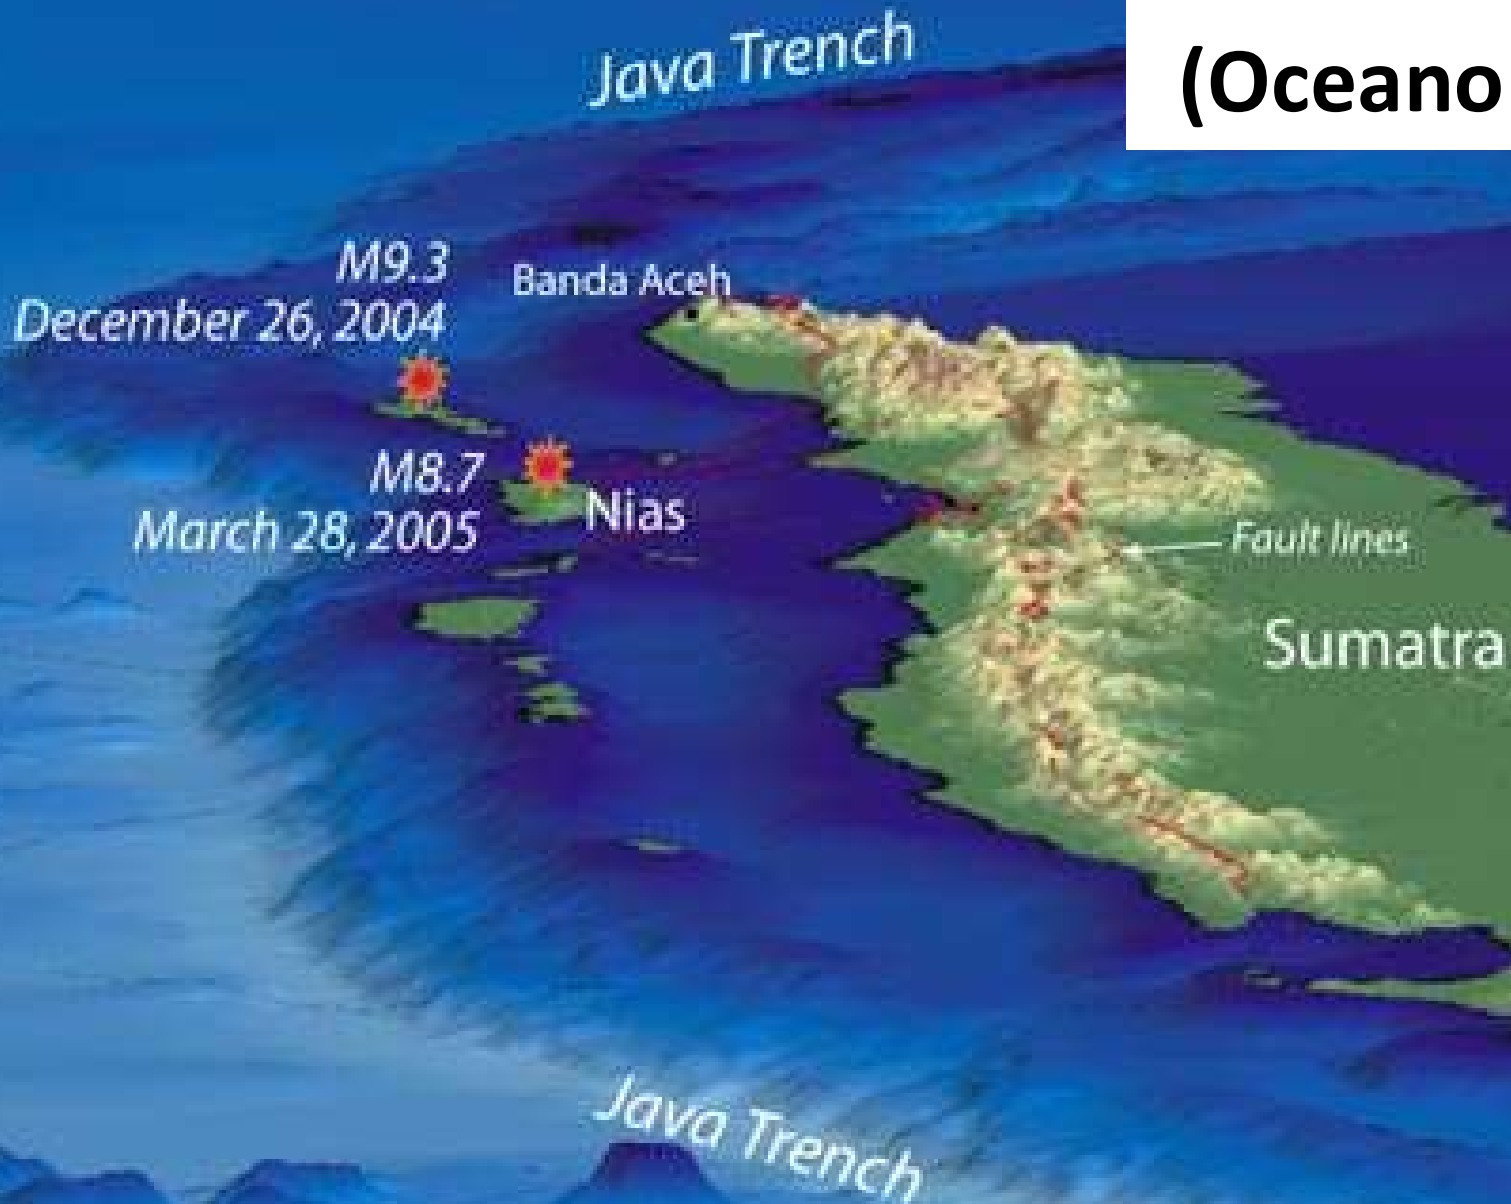 Java Trench
(Oceano
M9.3
December 26, 2004
Banda Aceh
M8.7
March 28, 2005
Nias
Fault lines
Sumatra
Java Trench